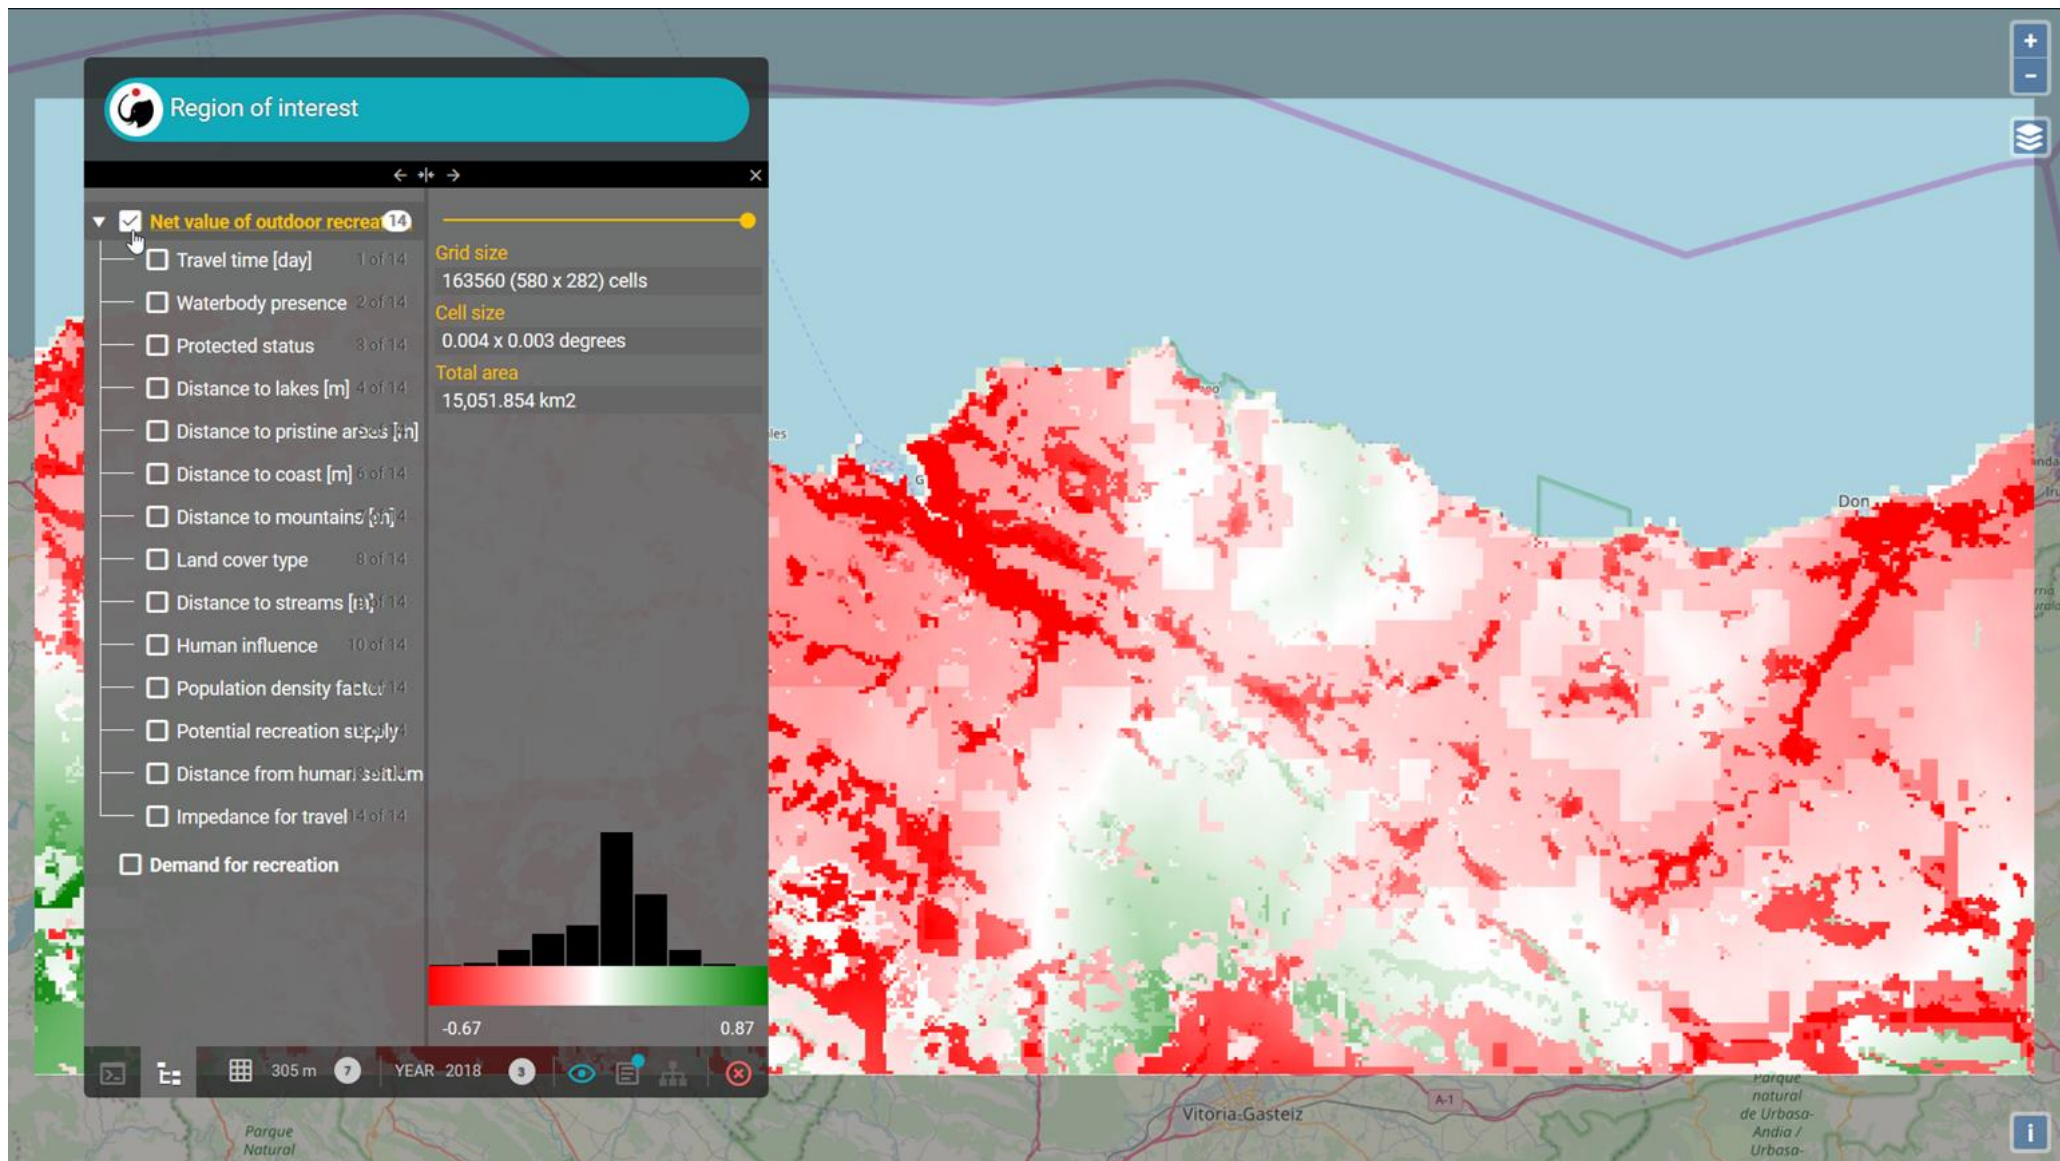 Region of interest
Net value of outdoor recreat 14
Travel time [day] 1 of 14
Waterbody presence 2 of 14
Protected status 3 of 14
Distance to lakes [m] 4 of 14
Distance to pristine areas [m]
Distance to coast [m] 6 of 14
Distance to mountains [m]
Land cover type 8 of 14
Distance to streams [m] of 14
Human influence 10 of 14
Population density factor of 14
Potential recreation supply
Distance from human settlem
Impedance for travel 14 of 14
Demand for recreation
Grid size
163560 (580 x 282) cells
Cell size
0.004 x 0.003 degrees
Total area
15,051.854 km2
-0.67 0.87
305 m 7 YEAR 2018 3
+
−
les
G
Don
Vitoria-Gasteiz
A-1
Parque
Natural
Parque
natural
de Urbasa-
Andia /
Urbasa-
i